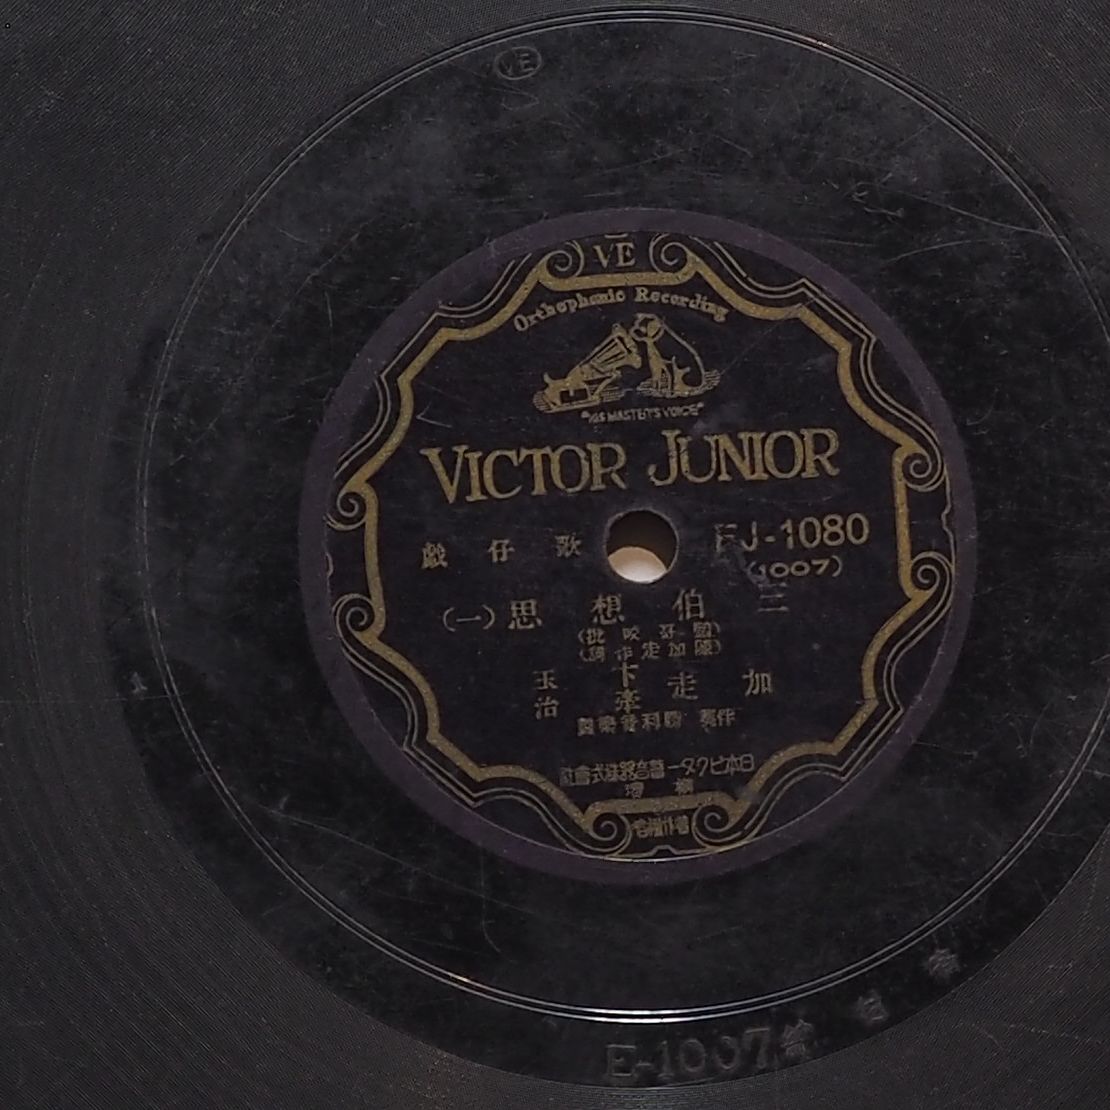 VE
VE
Orthophonic Recording
"HIS MASTER'S VOICE"
VICTOR JUNIOR
戲 仔 歌
FJ-1080
(1007)
(一)思 想 伯 三
玉 卞 走 加
治 牽
日本ビクター蓄音器株式會社
E-1007